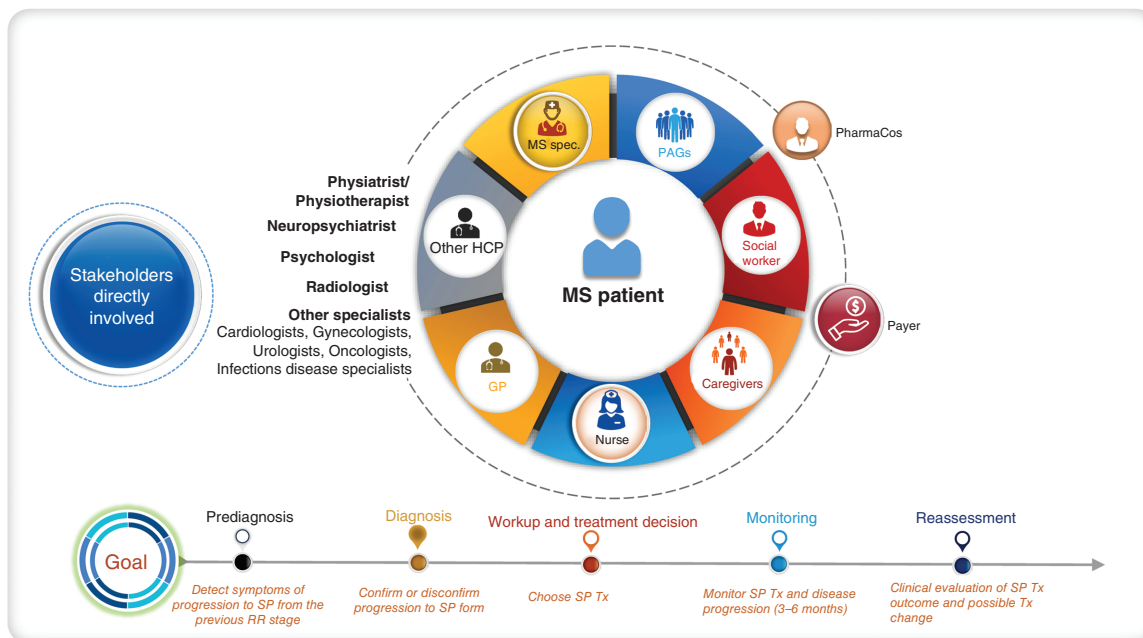 Stakeholders
directly
involved
Physiatrist/
Physiotherapist
Neuropsychiatrist
Psychologist
Radiologist
Other specialists
Cardiologists, Gynecologists,
Urologists, Oncologists,
Infections disease specialists
MS spec.
PAGs
Other HCP
Social
worker
GP
Caregivers
Nurse
MS patient
PharmaCos
$
Payer
Goal
Prediagnosis
Detect symptoms of
progression to SP from the
previous RR stage
Diagnosis
Confirm or disconfirm
progression to SP form
Workup and treatment decision
Choose SP Tx
Monitoring
Monitor SP Tx and disease
progression (3–6 months)
Reassessment
Clinical evaluation of SP Tx
outcome and possible Tx
change